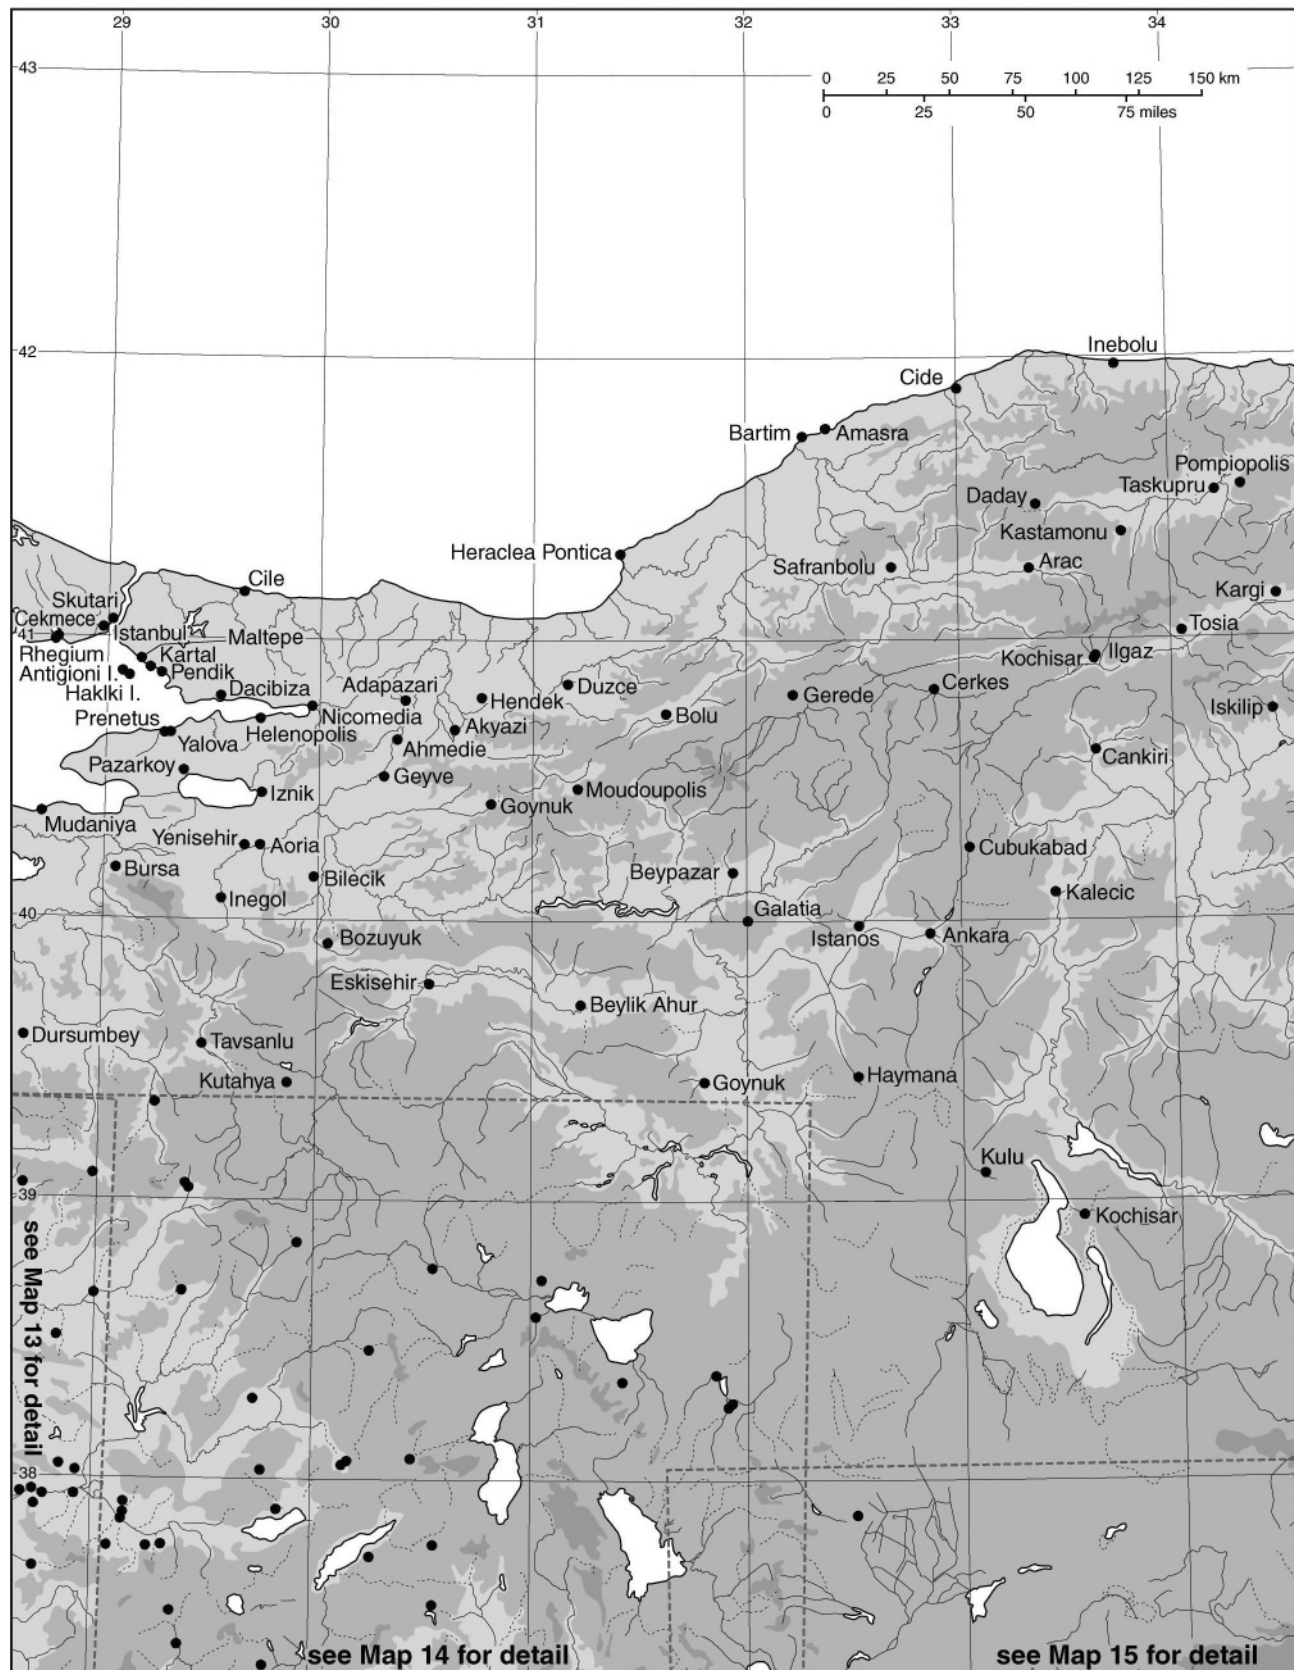 29 30 31 32 33 34
43
0 25 50 75 100 125 150 km
0 25 50 75 miles
42
Inebolu
Cide
Bartim
Amasra
Pompiopolis
Taskupru
Daday
Kastamonu
Heraclea Pontica
Safranbolu
Arac
Cile
Kargi
Skutari
Cekmece
Istanbul
41
Maltepe
Tosia
Rhegium
Kartal
Ilgaz
Kochisar
Antigioni I.
Pendik
Haklki I.
Dacibiza
Adapazari
Duzce
Hendek
Cerkes
Gerede
Iskilip
Prenetus
Nicomedia
Bolu
Helenopolis
Akyazi
Yalova
Ahmedie
Cankiri
Pazarkoy
Geyve
Iznik
Moudoupolis
Goynuk
Mudaniya
Yenisehir
Aoria
Cubukabad
Bursa
Bilecik
Beypazar
Inegol
Kalecic
40
Galatia
Bozuyuk
Istanos
Ankara
Eskisehir
Beylik Ahur
Dursumbey
Tavsanlu
Kutahya
Goynuk
Haymana
Kulu
39
Kochisar
see Map 13 for detail
38
see Map 14 for detail
see Map 15 for detail